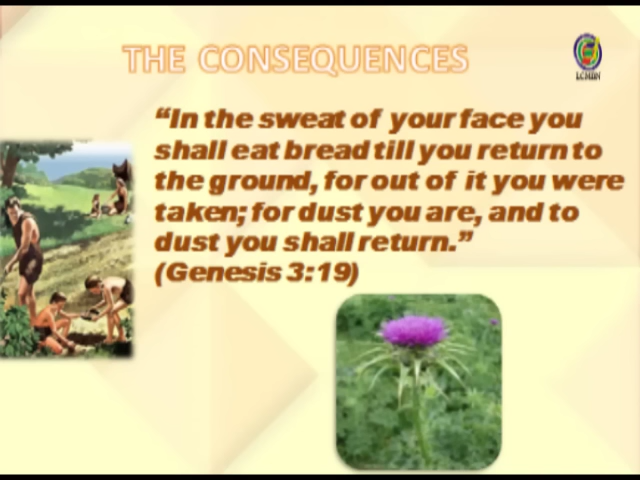 THE CONSEQUENCES
LCMBN
“In the sweat of your face you
shall eat bread till you return to
the ground, for out of it you were
taken; for dust you are, and to
dust you shall return.”
(Genesis 3:19)